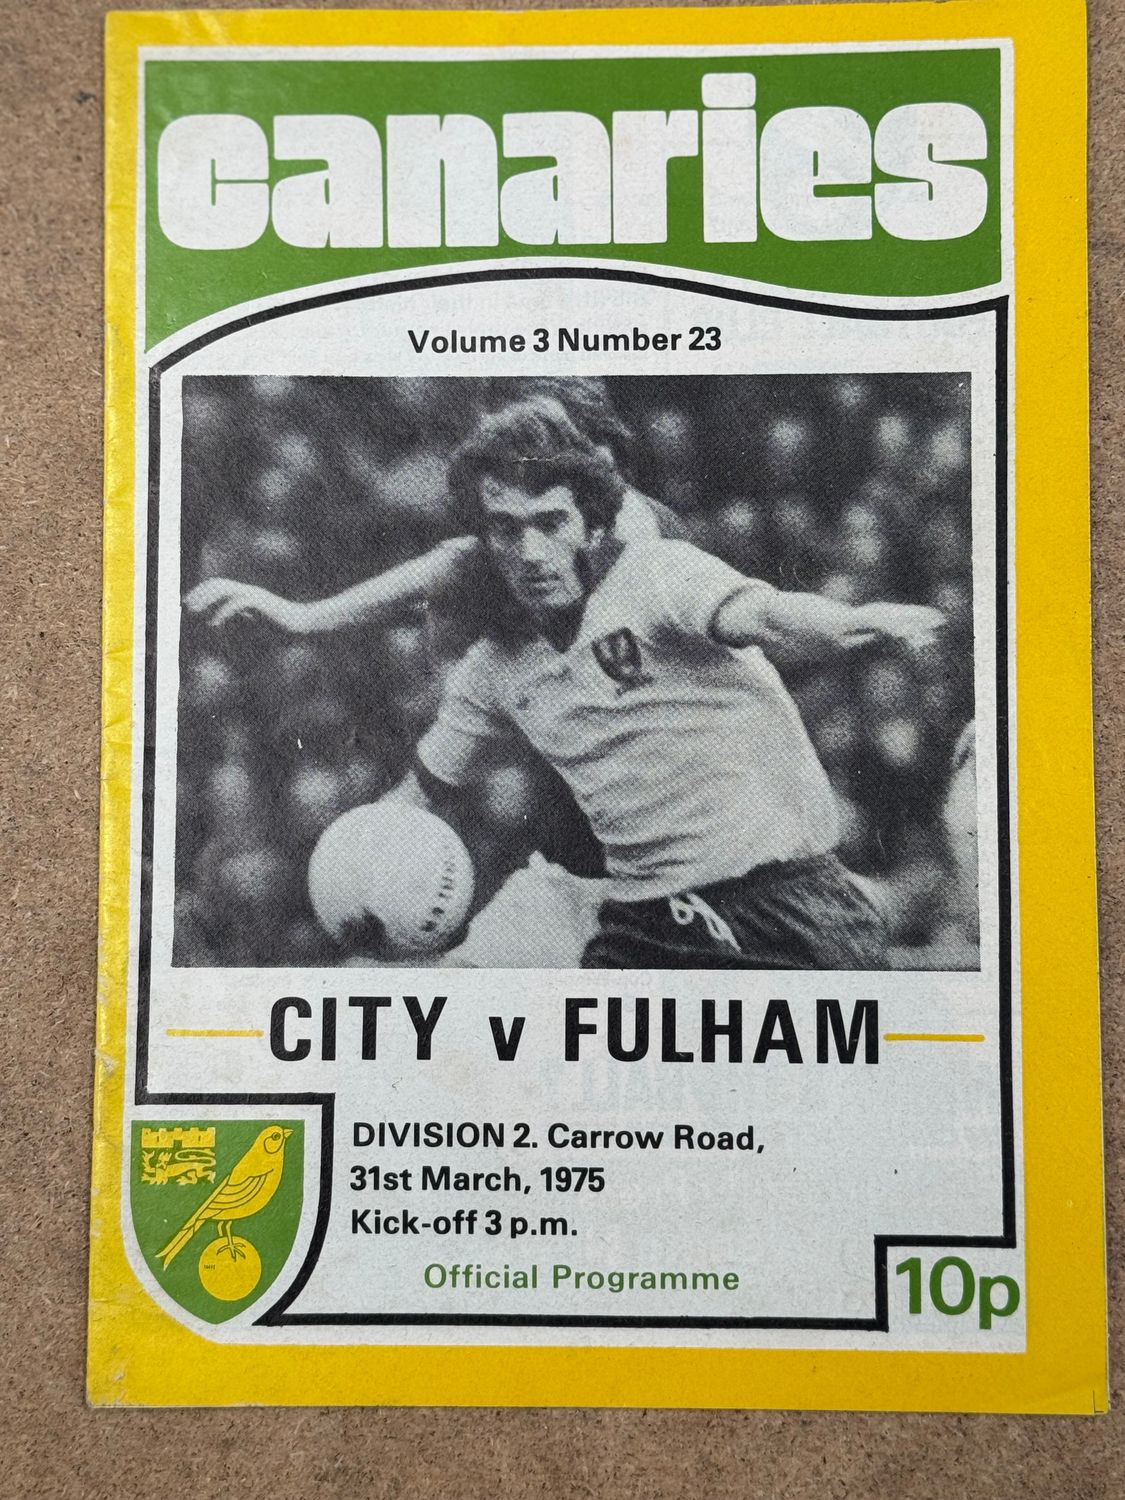 canaries
Volume 3 Number 23
CITY v FULHAM
DIVISION 2. Carrow Road,
31st March, 1975
Kick-off 3 p.m.
Official Programme
10p